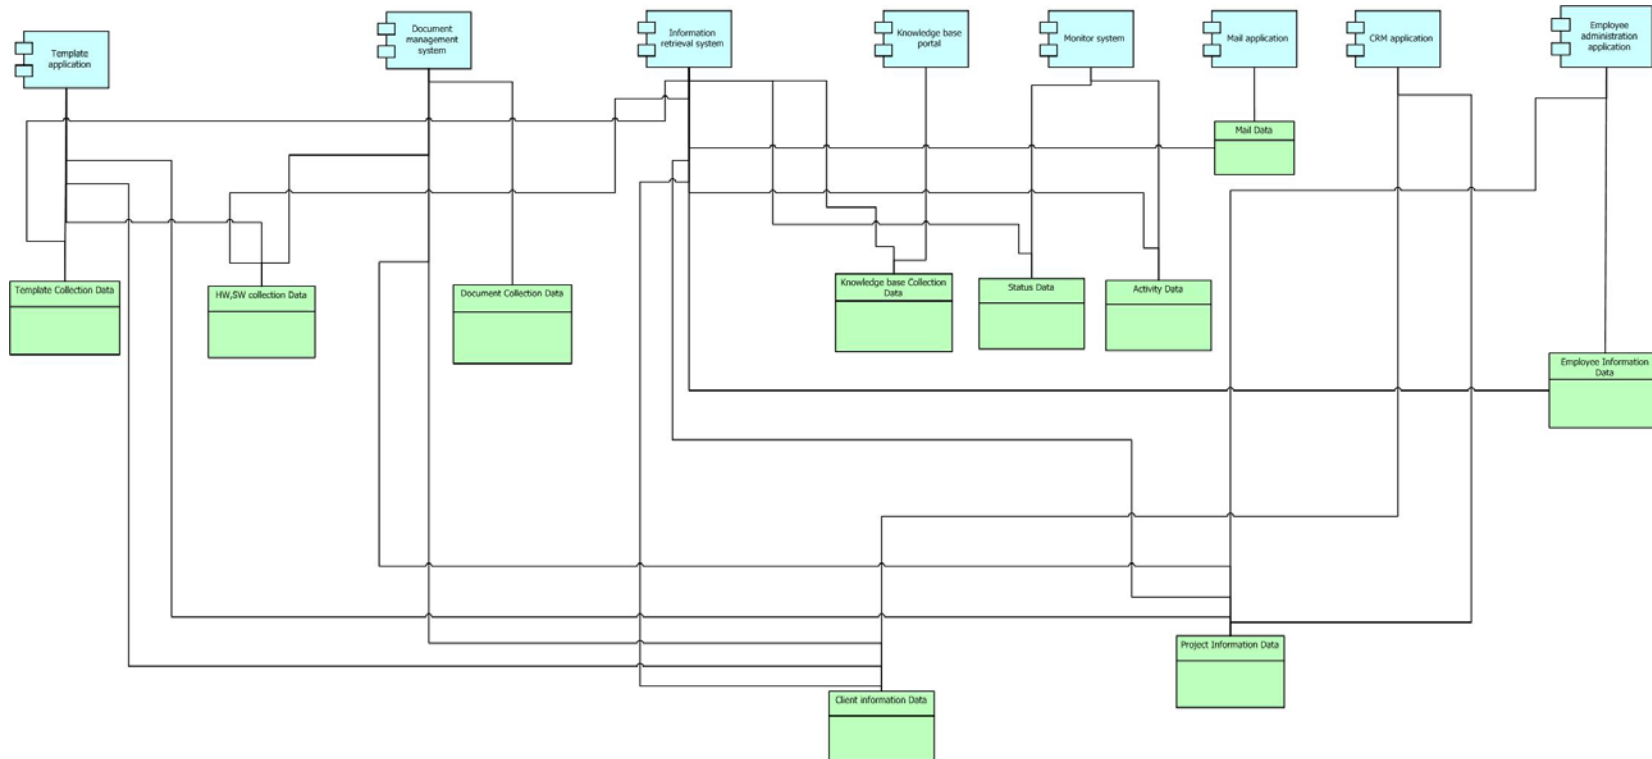 Template
application
Document
management
system
Information
retrieval system
Knowledge base
portal
Monitor system
Mail application
CRM application
Employee
administration
application
Mail Data
Template Collection Data
HW,SW collection Data
Document Collection Data
Knowledge base Collection
Data
Status Data
Activity Data
Employee Information
Data
Project Information Data
Client information Data